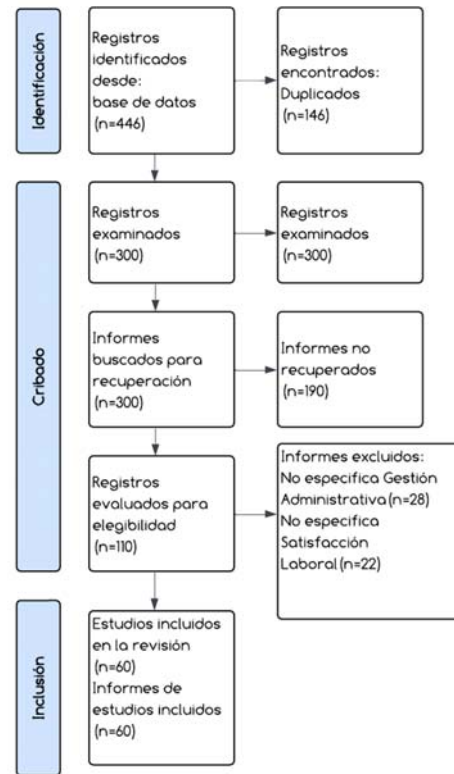 Identificación
Registros
identificados
desde:
base de datos
(n=446)
Registros
encontrados:
Duplicados
(n=146)
Cribado
Registros
examinados
(n=300)
Registros
examinados
(n=300)
Informes
buscados para
recuperación
(n=300)
Informes no
recuperados
(n=190)
Registros
evaluados para
elegibilidad
(n=110)
Informes excluidos:
No especifica Gestión
Administrativa (n=28)
No especifica
Satisfacción
Laboral (n=22)
Inclusión
Estudios incluidos
en la revisión
(n=60)
Informes de
estudios incluidos
(n=60)